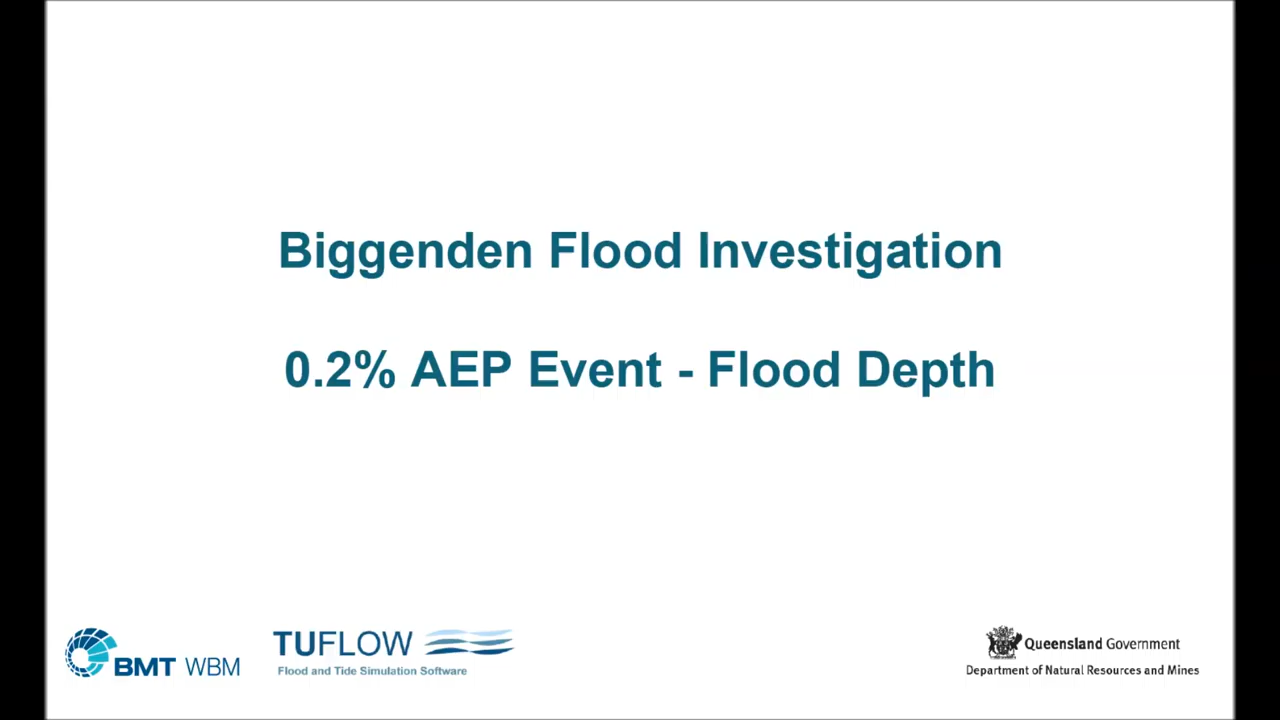 Biggenden Flood Investigation
0.2% AEP Event - Flood Depth
BMT WBM
TUFLOW
Flood and Tide Simulation Software
Queensland Government
Department of Natural Resources and Mines